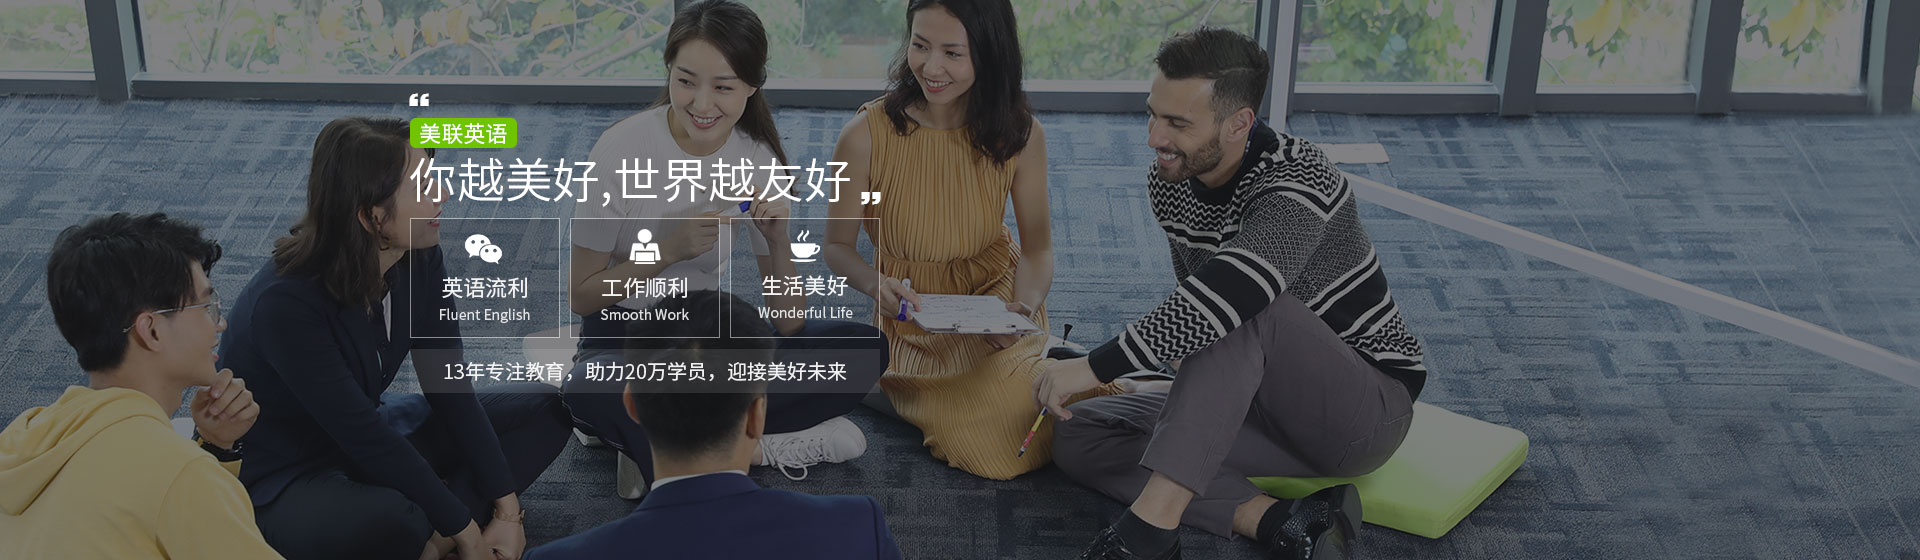 “
美联英语
你越美好,世界越友好 ”
英语流利
Fluent English
工作顺利
Smooth Work
生活美好
Wonderful Life
13年专注教育，助力20万学员，迎接美好未来